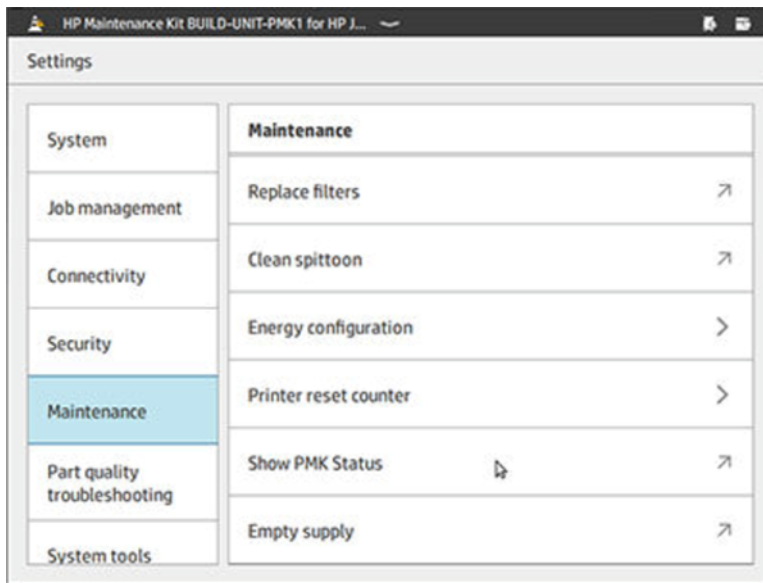 HP Maintenance Kit BUILD-UNIT-PMK1 for HP J...
Settings
System
Job management
Connectivity
Security
Maintenance
Part quality
troubleshooting
System tools
Maintenance
Replace filters
Clean spittoon
Energy configuration
Printer reset counter
Show PMK Status
Empty supply